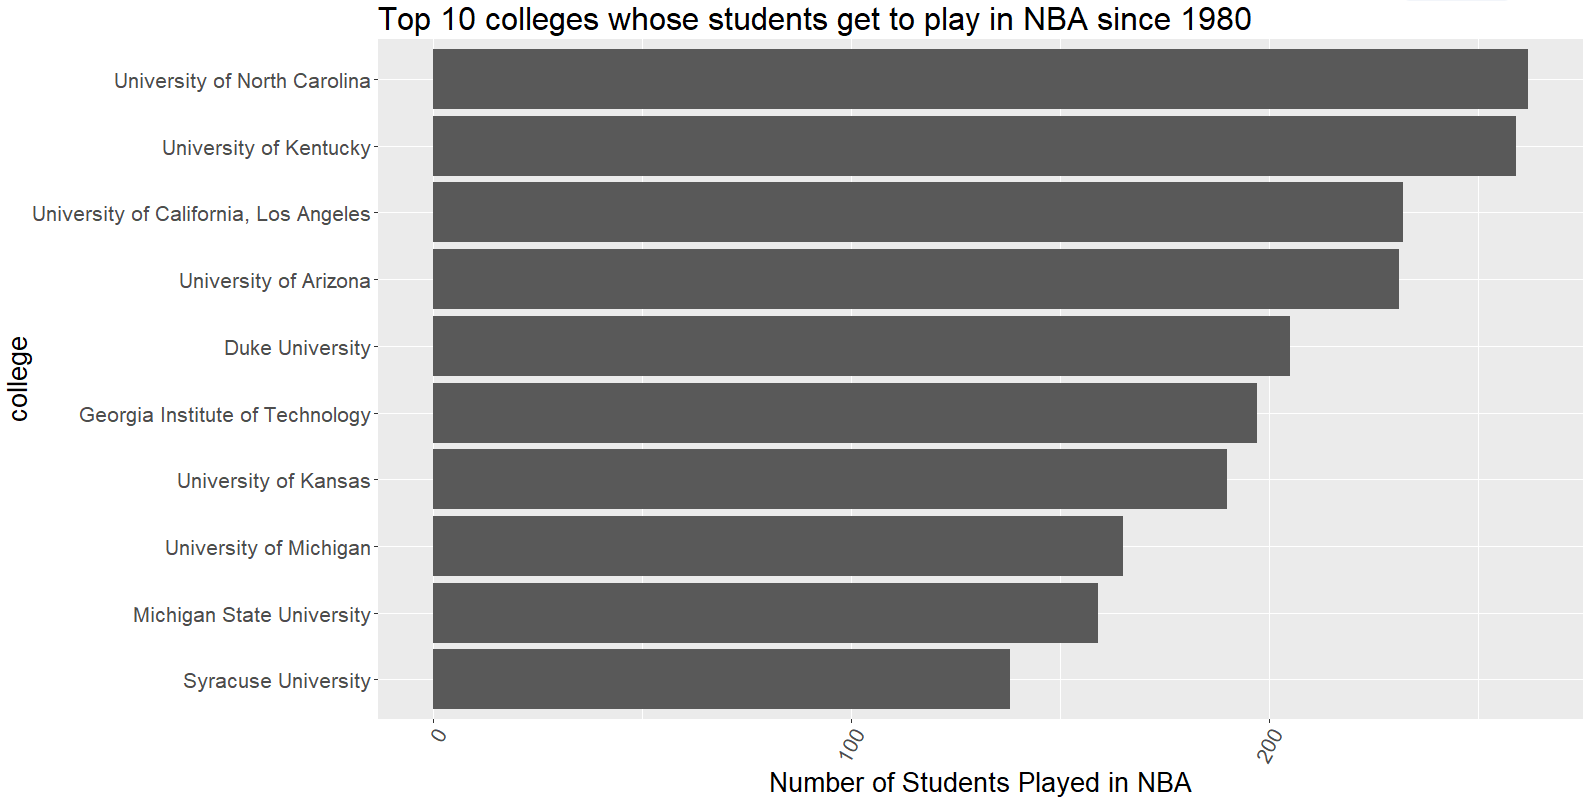 Top 10 colleges whose students get to play in NBA since 1980
University of North Carolina
University of Kentucky
University of California, Los Angeles
University of Arizona
Duke University
Georgia Institute of Technology
University of Kansas
University of Michigan
Michigan State University
Syracuse University
college
0
100
200
Number of Students Played in NBA